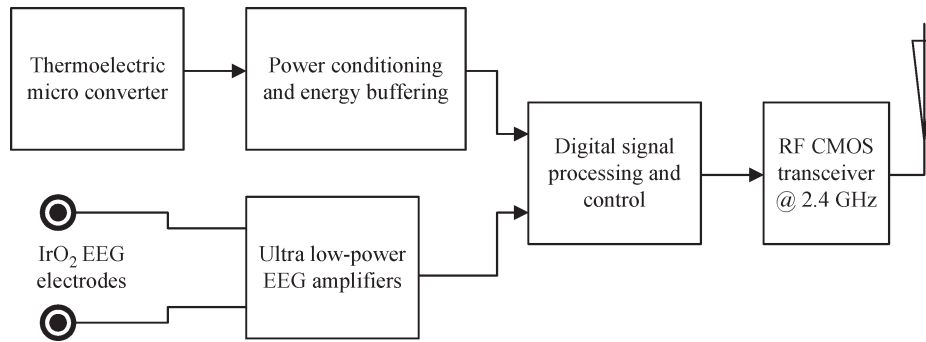 Thermoelectric
micro converter
Power conditioning
and energy buffering
Digital signal
processing and
control
RF CMOS
transceiver
@ 2.4 GHz
IrO₂ EEG
electrodes
Ultra low-power
EEG amplifiers